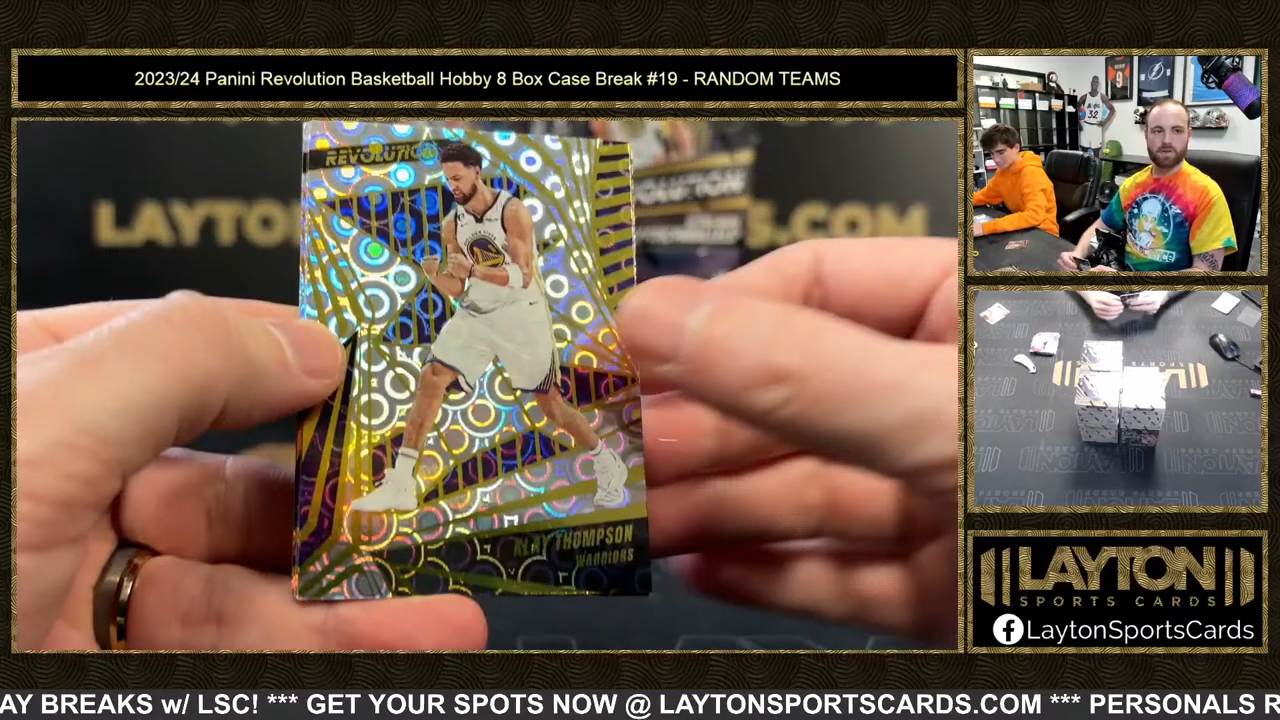 2023/24 Panini Revolution Basketball Hobby 8 Box Case Break #19 - RANDOM TEAMS
REVOLUTION
KLAY THOMPSON
WARRIORS
LAYTON
SPORTS CARDS
LaytonSportsCards
AY BREAKS w/ LSC! *** GET YOUR SPOTS NOW @ LAYTONSPORTSCARDS.COM *** PERSONALS R